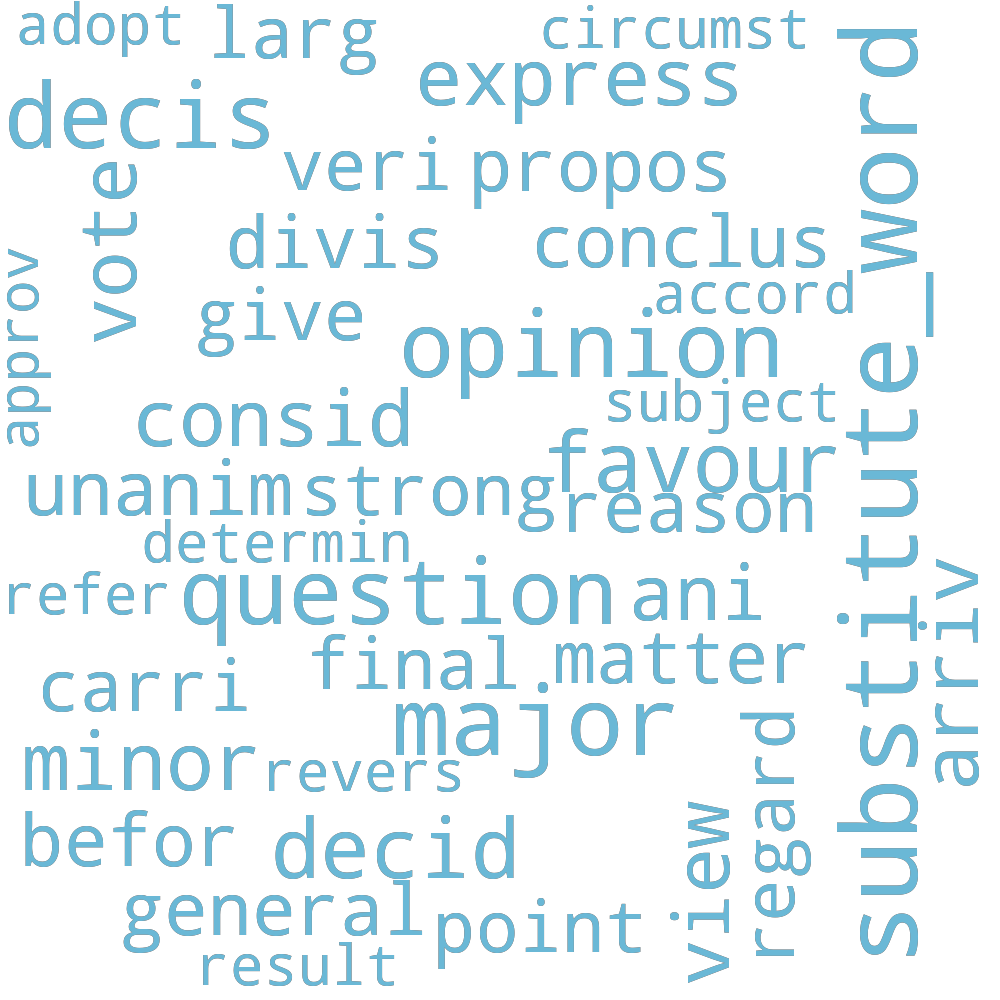 adopt
larg
circumst
express
decis
veri
propos
vote
divis
conclus
substitute_word
approv
give
accord
opinion
consid
subject
favour
unanim
strong
reason
determin
refer
question
ani
arriv
final
matter
carri
major
minor
revers
regard
view
befor
decid
general
point
result